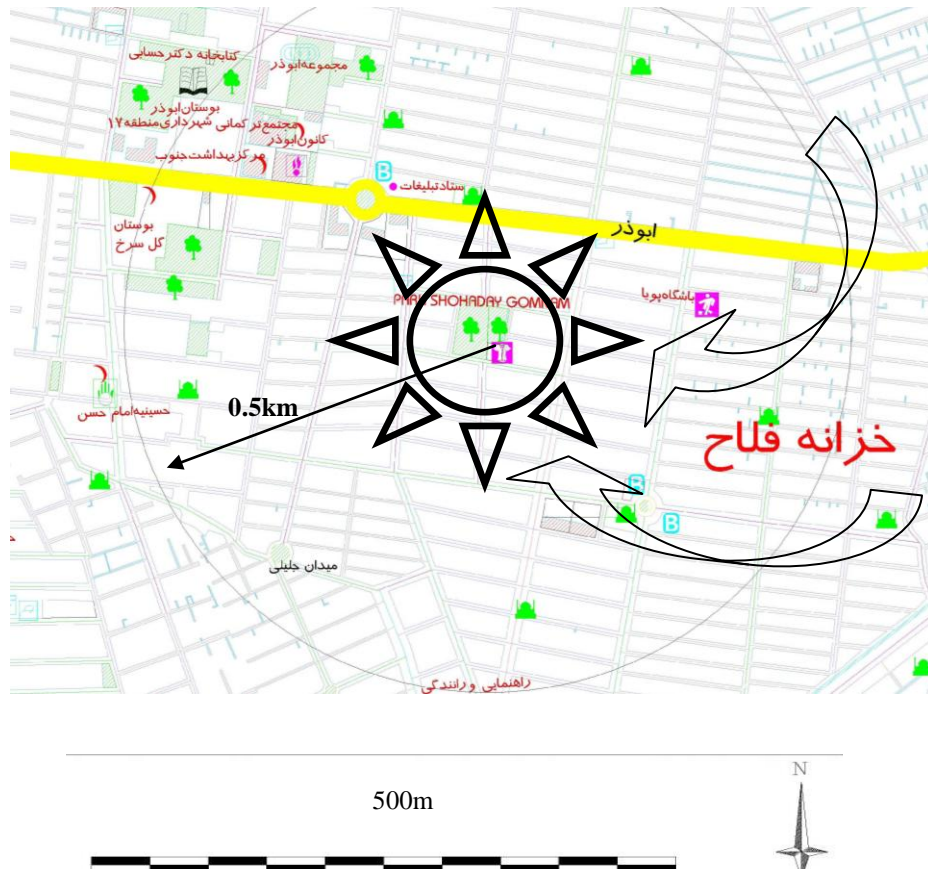 کتابخانه دکتر حسابی
مجموعه ابوذر
بوستان ابوذر
مجتمع ترکمانی شهرداری منطقه ۱۷
کانون ابوذر
مرکز بهداشت جنوب
B
ستاد تبلیغات
بوستان
گل سرخ
ابوذر
باشگاه پویا
PARK SHOHADAY GOMNAM
0.5km
حسینیه امام حسن
خزانه فلاح
B
B
میدان جلیلی
راهنمایی و رانندگی
N
500m